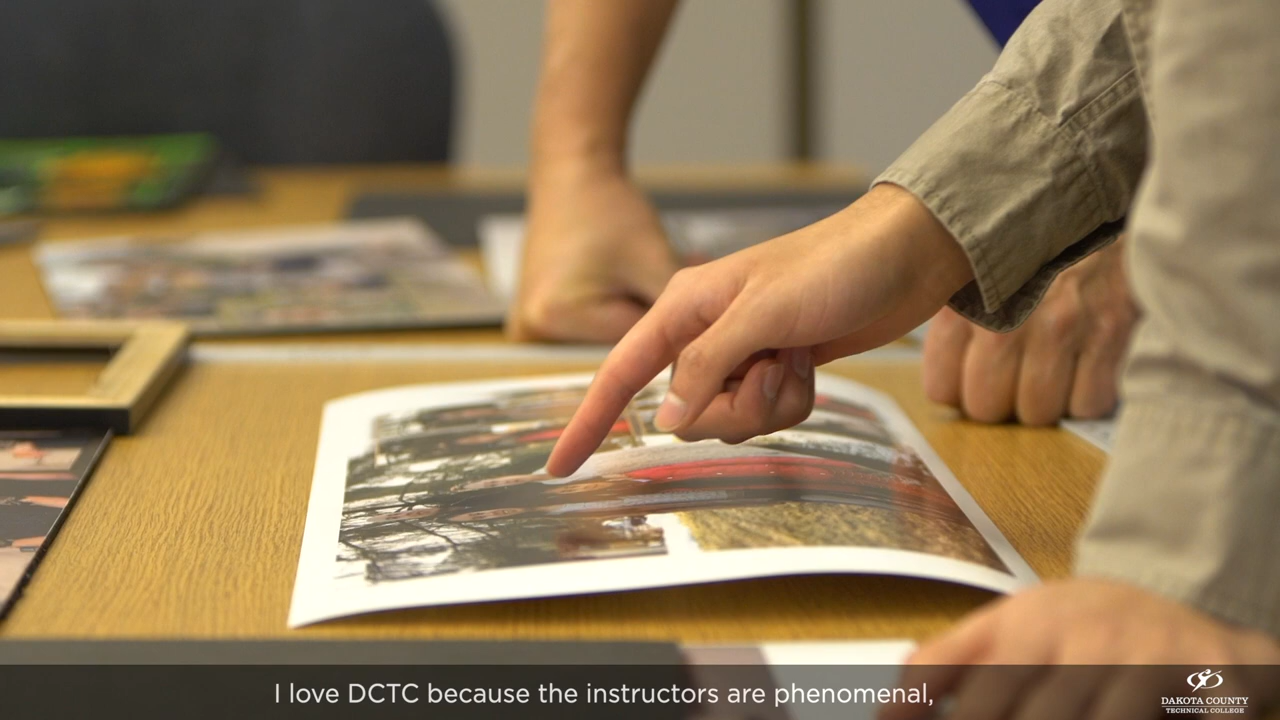 I love DCTC because the instructors are phenomenal,
DAKOTA COUNTY
TECHNICAL COLLEGE